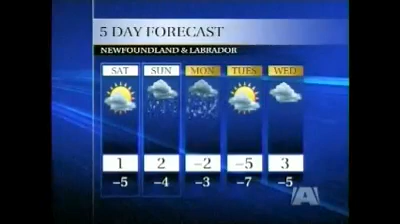 5 DAY FORECAST
NEWFOUNDLAND & LABRADOR
SAT SUN MON TUES WED
1 2 -2 -5 3
-5 -4 -3 -7 -5
A